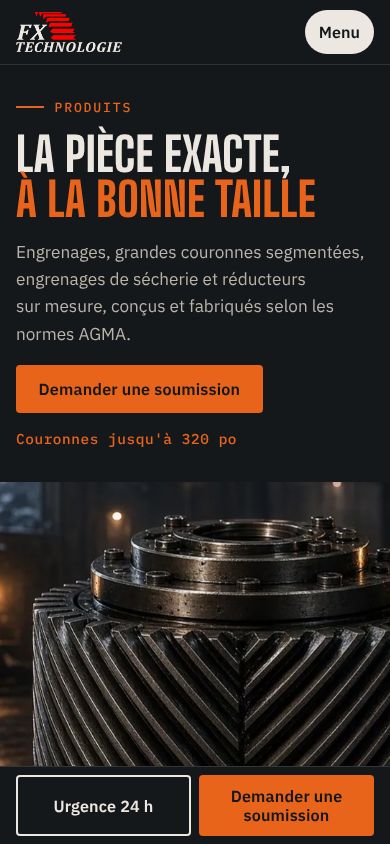 FX
TECHNOLOGIE
Menu
PRODUITS
LA PIÈCE EXACTE,
À LA BONNE TAILLE
Engrenages, grandes couronnes segmentées,
engrenages de sécherie et réducteurs
sur mesure, conçus et fabriqués selon les
normes AGMA.
Demander une soumission
Couronnes jusqu'à 320 po
Urgence 24 h
Demander une
soumission